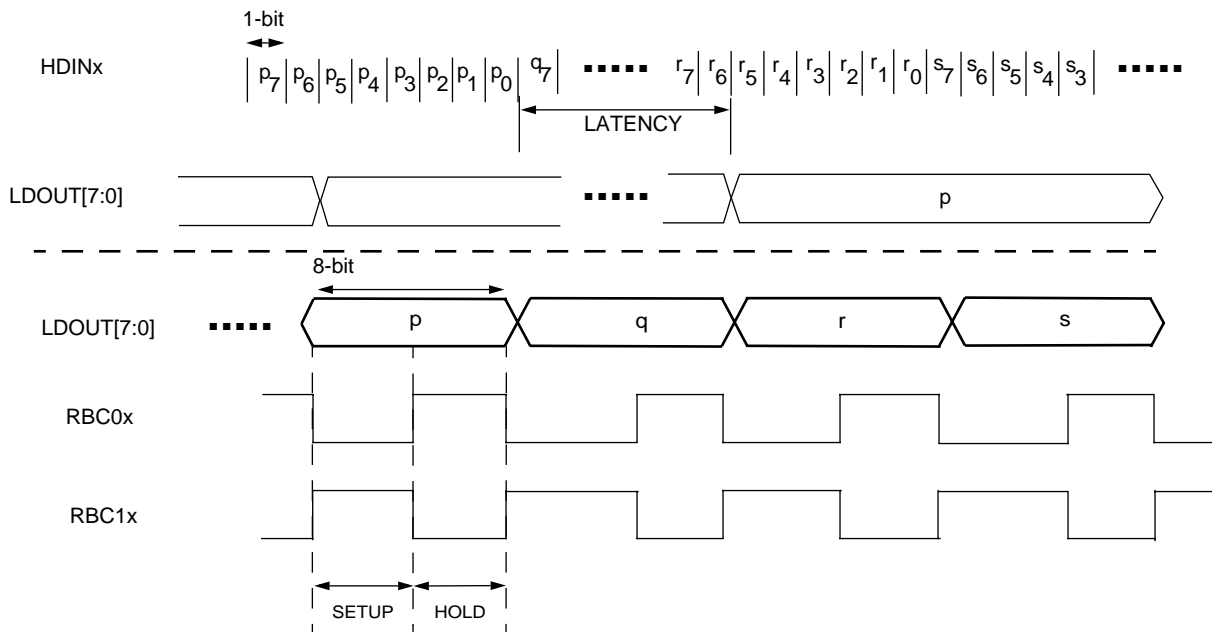 1-bit
HDINx
p7 p6 p5 p4 p3 p2 p1 p0 q7 r7 r6 r5 r4 r3 r2 r1 r0 s7 s6 s5 s4 s3
LATENCY
LDOUT[7:0]
p
8-bit
LDOUT[7:0]
p q r s
RBC0x
RBC1x
SETUP HOLD